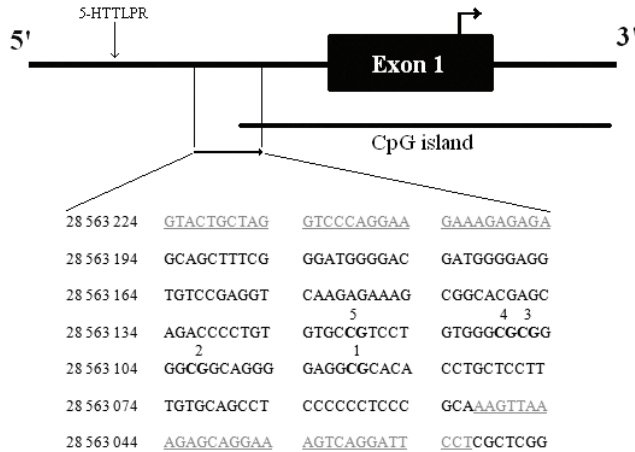 5-HTTLPR
5' 3'
Exon 1
CpG island
28 563 224 GTACTGCTAG GTCCCAGGAA GAAAGAGAGA
28 563 194 GCAGCTTTCG GGATGGGGAC GATGGGGAGG
28 563 164 TGTCCGAGGT CAAGAGAAAG CGGCACGAGC
5 4 3
28 563 134 AGACCCCTGT GTGCCGTCCT GTGGGCGCGG
2 1
28 563 104 GGCGGCAGGG GAGGCGCACA CCTGCTCCTT
28 563 074 TGTGCAGCCT CCCCCCTCCC GCAAAGTTAA
28 563 044 AGAGCAGGAA AGTCAGGATT CCTCGCTCGG